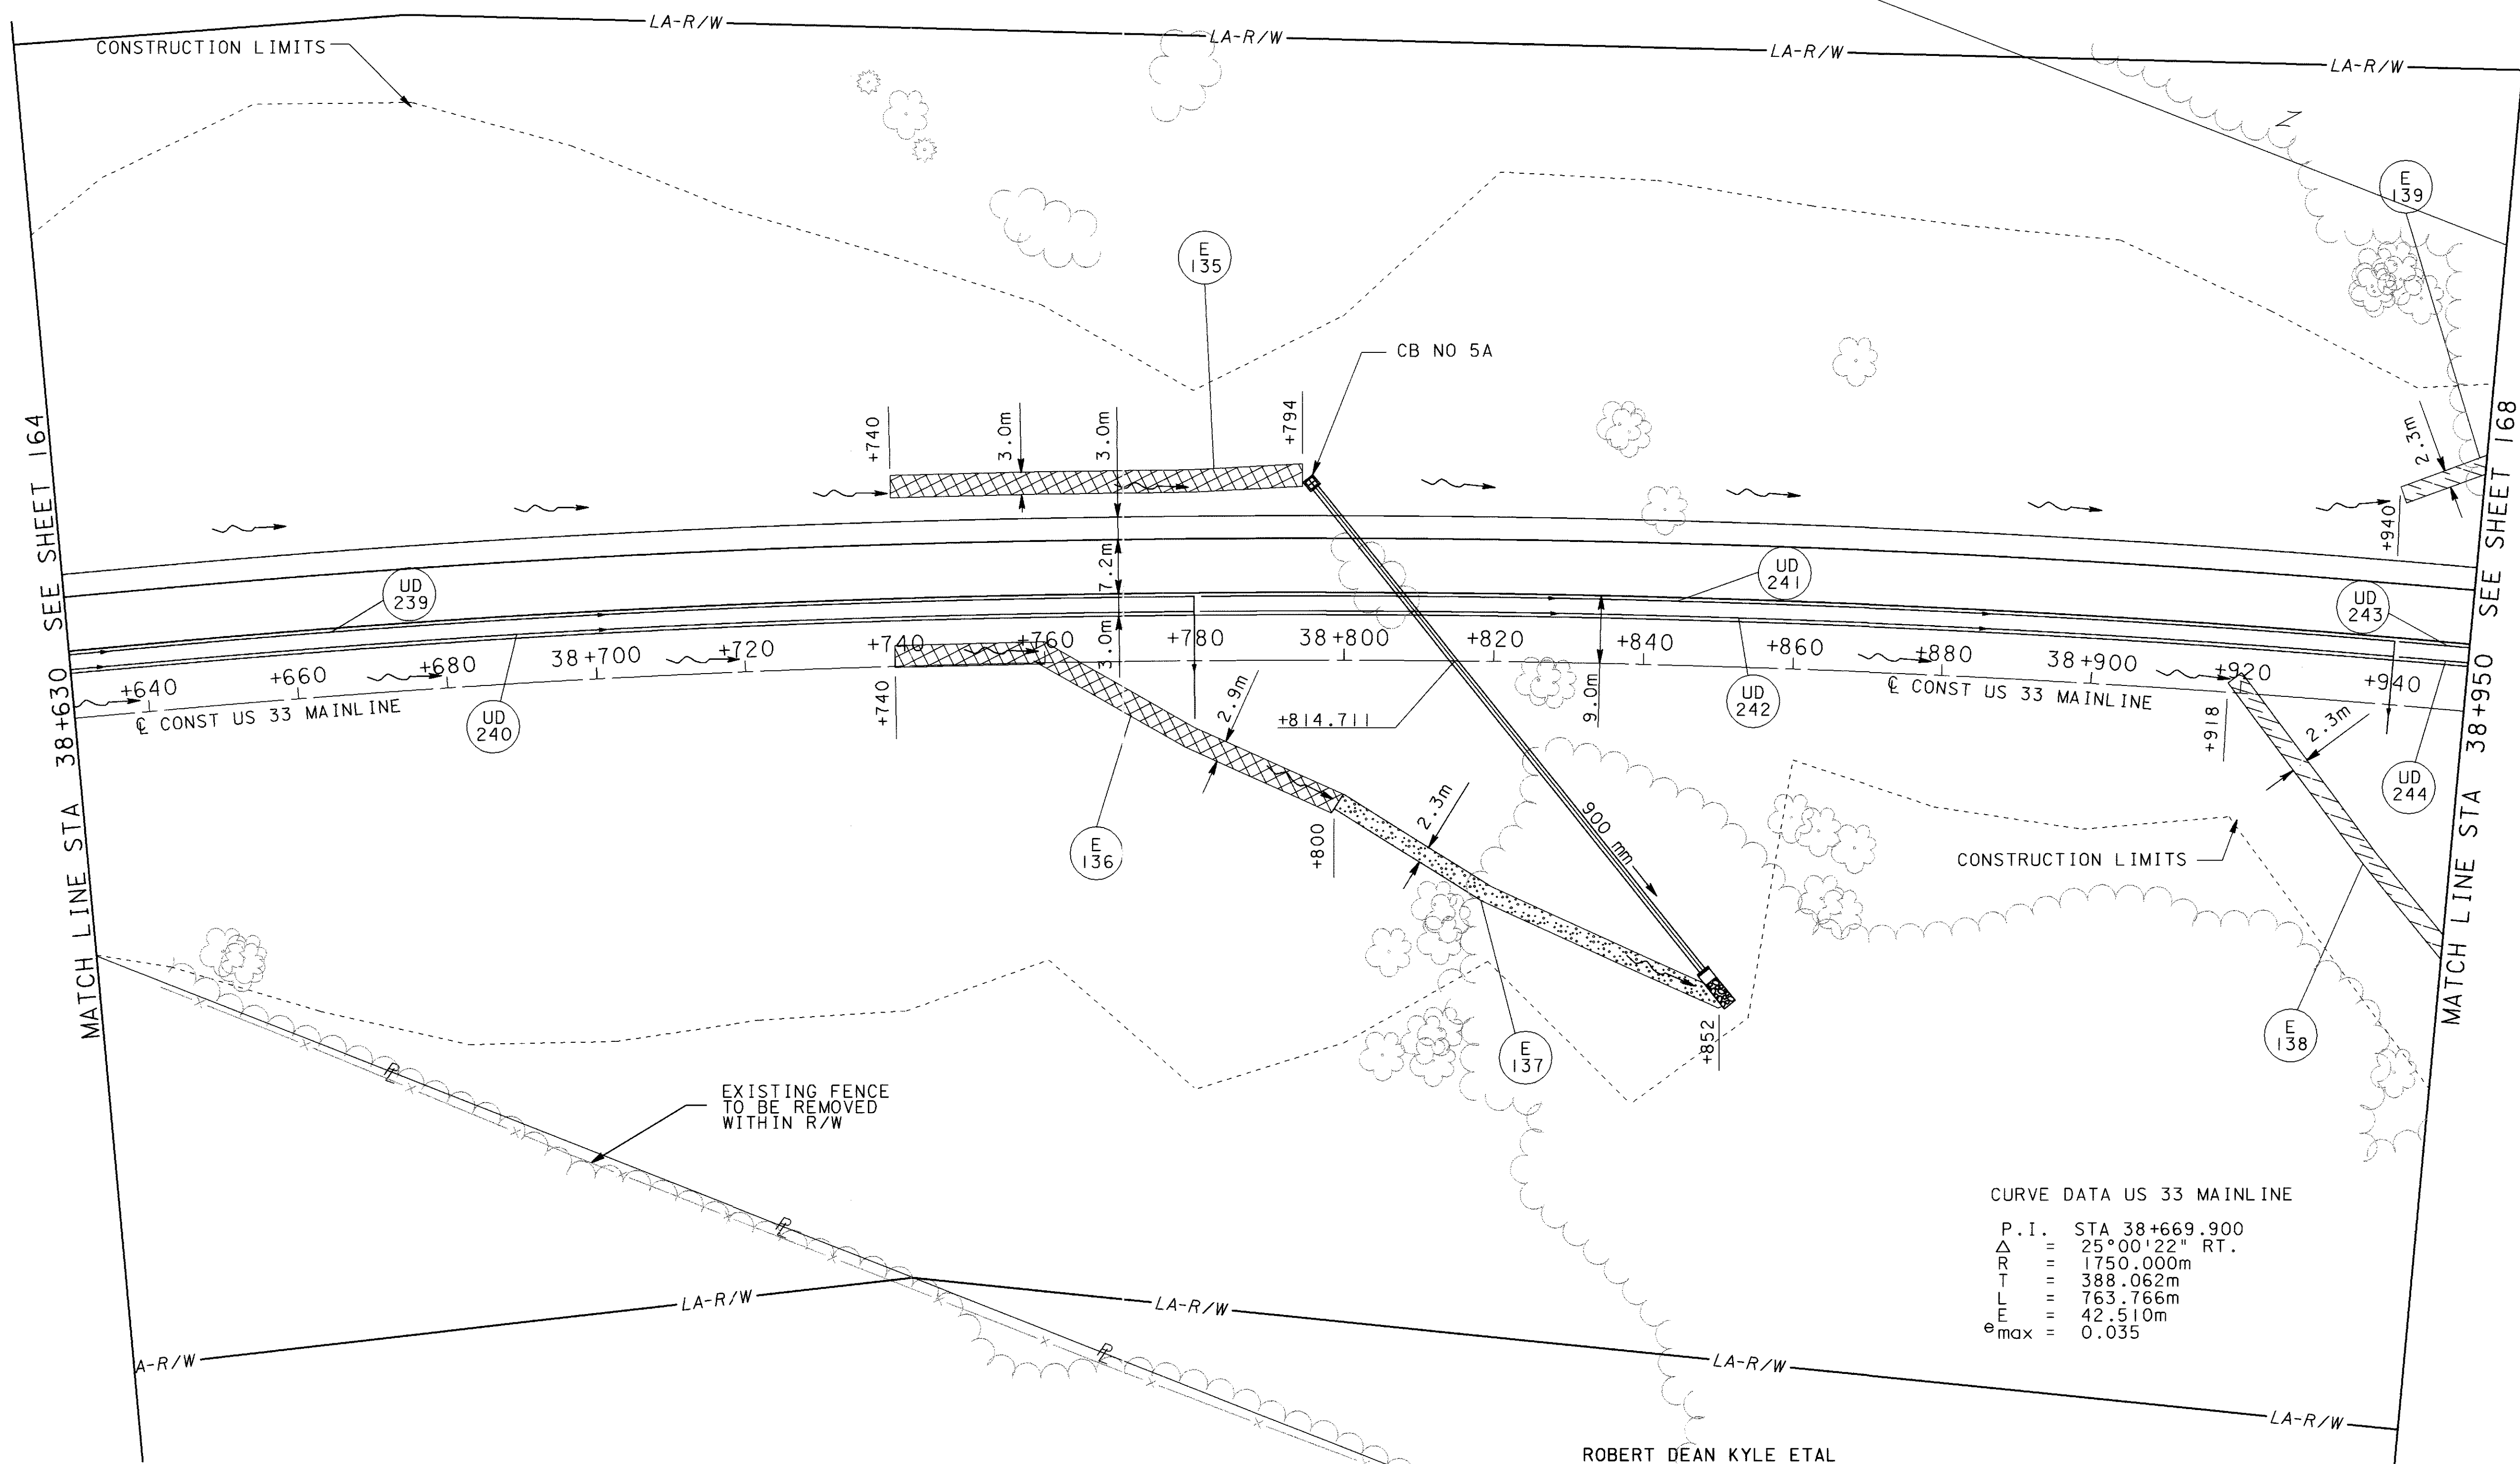 LA-R/W
LA-R/W
LA-R/W
LA-R/W
CONSTRUCTION LIMITS
Z
E
139
E
135
CB NO 5A
+740
3.0m
3.0m
+794
2.3m
+940
7.2m
UD
239
UD
241
UD
243
+640
+660
+680
38+700
+720
+740
+760
+780
38+800
+820
+840
+860
+880
38+900
+920
+940
3.0m
℄ CONST US 33 MAINLINE
℄ CONST US 33 MAINLINE
UD
240
+740
2.9m
+814.711
9.0m
UD
242
+918
2.3m
UD
244
E
136
+800
2.3m
900 mm
CONSTRUCTION LIMITS
E
137
+852
E
138
MATCH LINE STA 38+630 SEE SHEET 164
MATCH LINE STA 38+950 SEE SHEET 168
PL
EXISTING FENCE
TO BE REMOVED
WITHIN R/W
PL
PL
CURVE DATA US 33 MAINLINE
P.I. STA 38+669.900
Δ = 25°00'22" RT.
R = 1750.000m
T = 388.062m
L = 763.766m
E = 42.510m
emax = 0.035
A-R/W
LA-R/W
LA-R/W
LA-R/W
LA-R/W
ROBERT DEAN KYLE ETAL